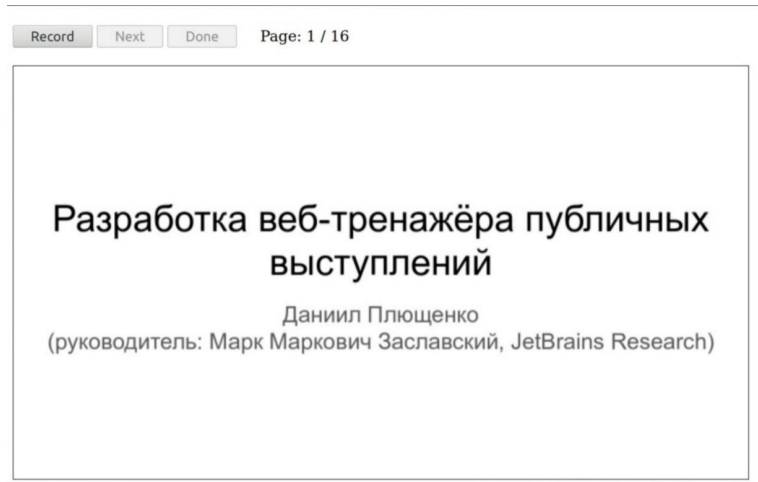 Record Next Done Page: 1 / 16
Разработка веб-тренажёра публичных
выступлений
Даниил Плющенко
(руководитель: Марк Маркович Заславский, JetBrains Research)